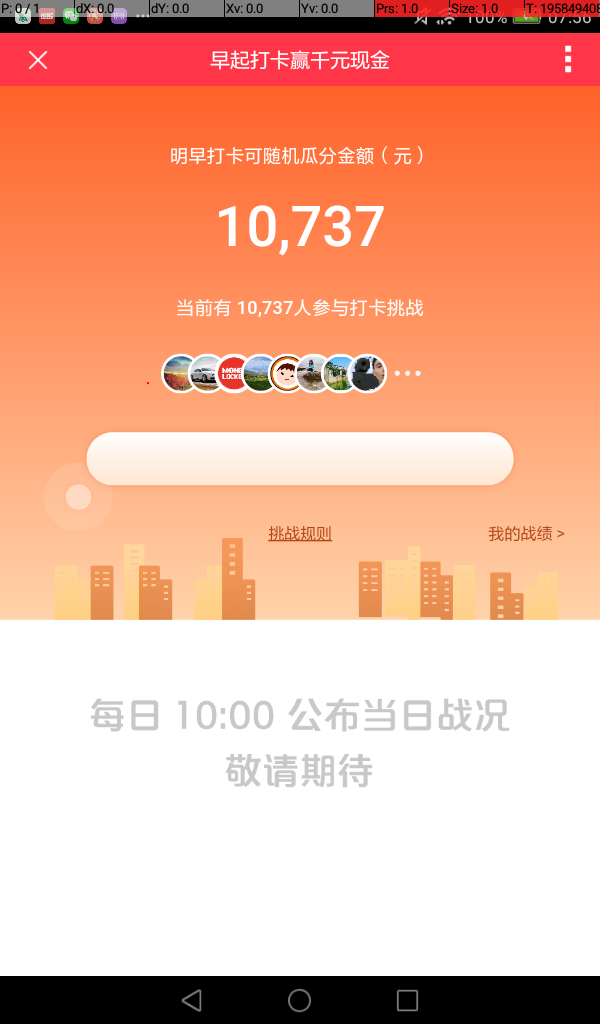 P: 0 / 1 dX: 0.0 dY: 0.0 Xv: 0.0 Yv: 0.0 Prs: 1.0 Size: 1.0 T: 195849408
100% 07:56
早起打卡赢千元现金
明早打卡可随机瓜分金额（元）
10,737
当前有 10,737人参与打卡挑战
挑战规则
我的战绩 >
每日 10:00 公布当日战况
敬请期待